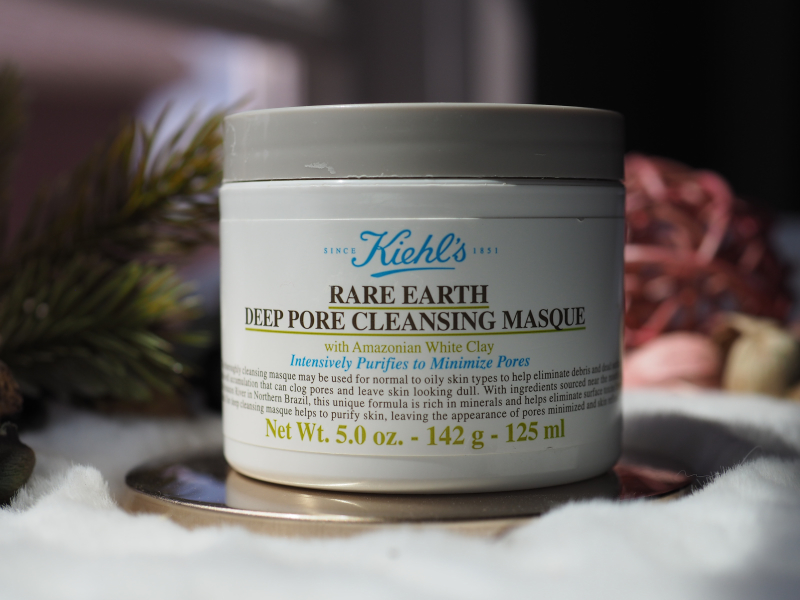 SINCE Kiehl's 1851
RARE EARTH
DEEP PORE CLEANSING MASQUE
with Amazonian White Clay
Intensively Purifies to Minimize Pores
cleansing masque may be used for normal to oily skin types to help eliminate debris and dead
that can clog pores and leave skin looking dull. With ingredients sourced near the
River in Northern Brazil, this unique formula is rich in minerals and helps eliminate surface
deep cleansing masque helps to purify skin, leaving the appearance of pores minimized and skin
Net Wt. 5.0 oz. - 142 g - 125 ml